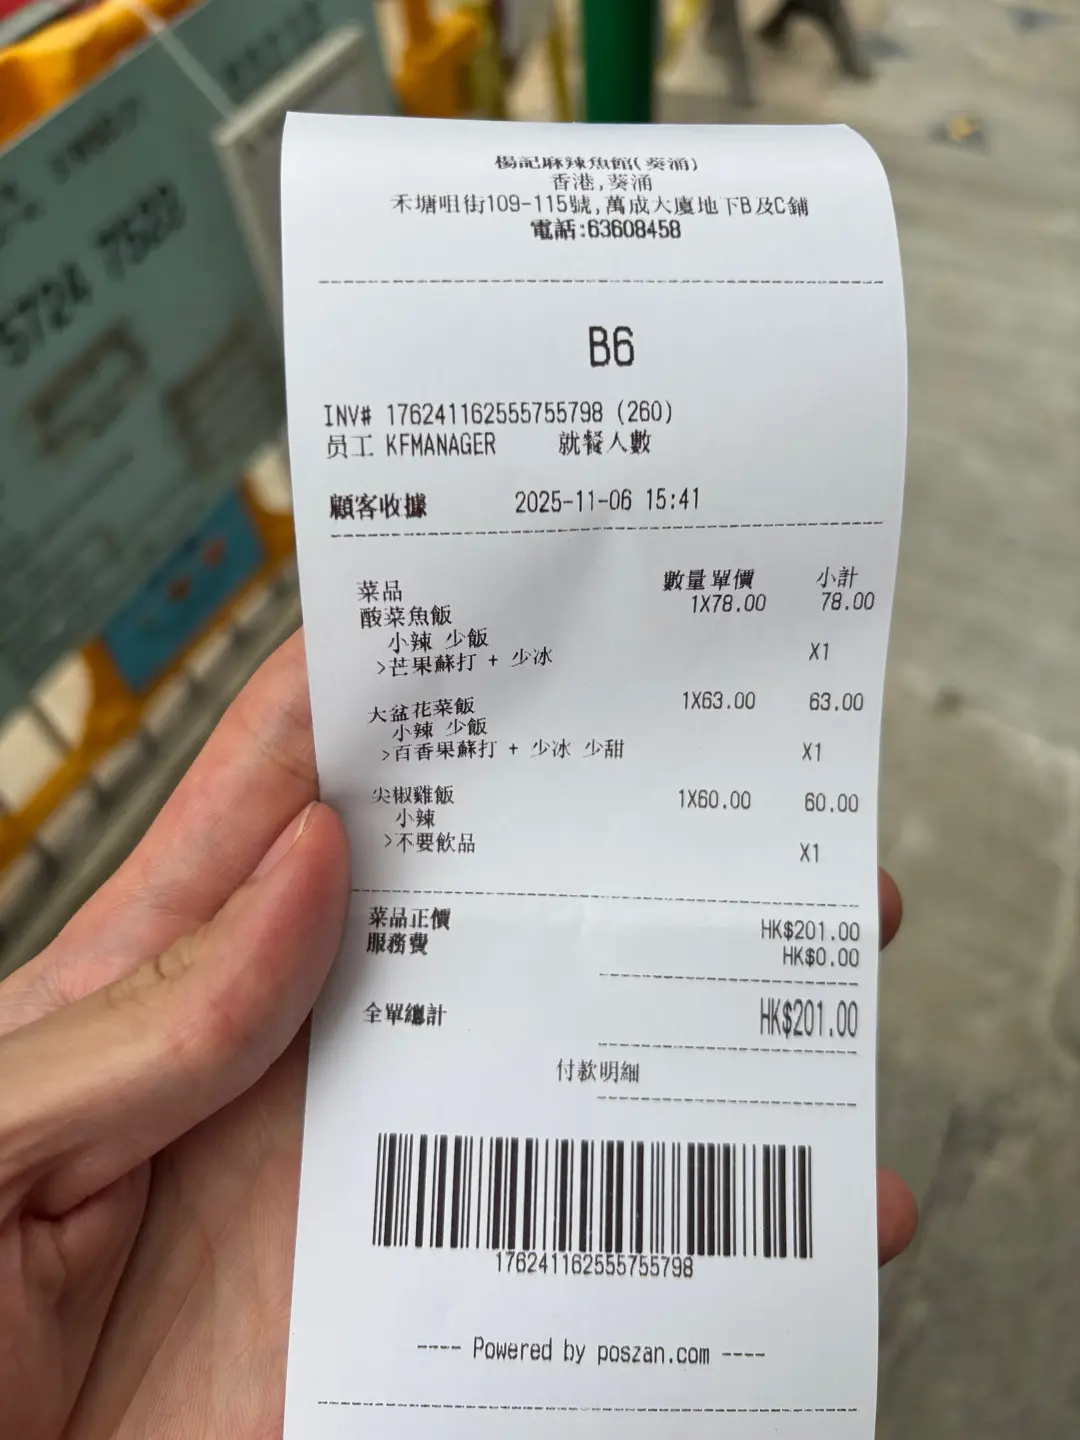 楊記麻辣魚館(葵涌)
香港,葵涌
禾塘咀街109-115號,萬成大廈地下B及C鋪
電話:63608458
B6
INV# 176241162555755798 (260)
员工 KFMANAGER 就餐人數
顧客收據 2025-11-06 15:41
菜品 數量單價 小計
酸菜魚飯 1X78.00 78.00
小辣 少飯
>芒果蘇打 + 少冰 X1
大盆花菜飯 1X63.00 63.00
小辣 少飯
>百香果蘇打 + 少冰 少甜 X1
尖椒雞飯 1X60.00 60.00
小辣
>不要飲品 X1
菜品正價 HK$201.00
服務費 HK$0.00
全單總計 HK$201.00
付款明細
176241162555755798
---- Powered by poszan.com ----
5724 7523